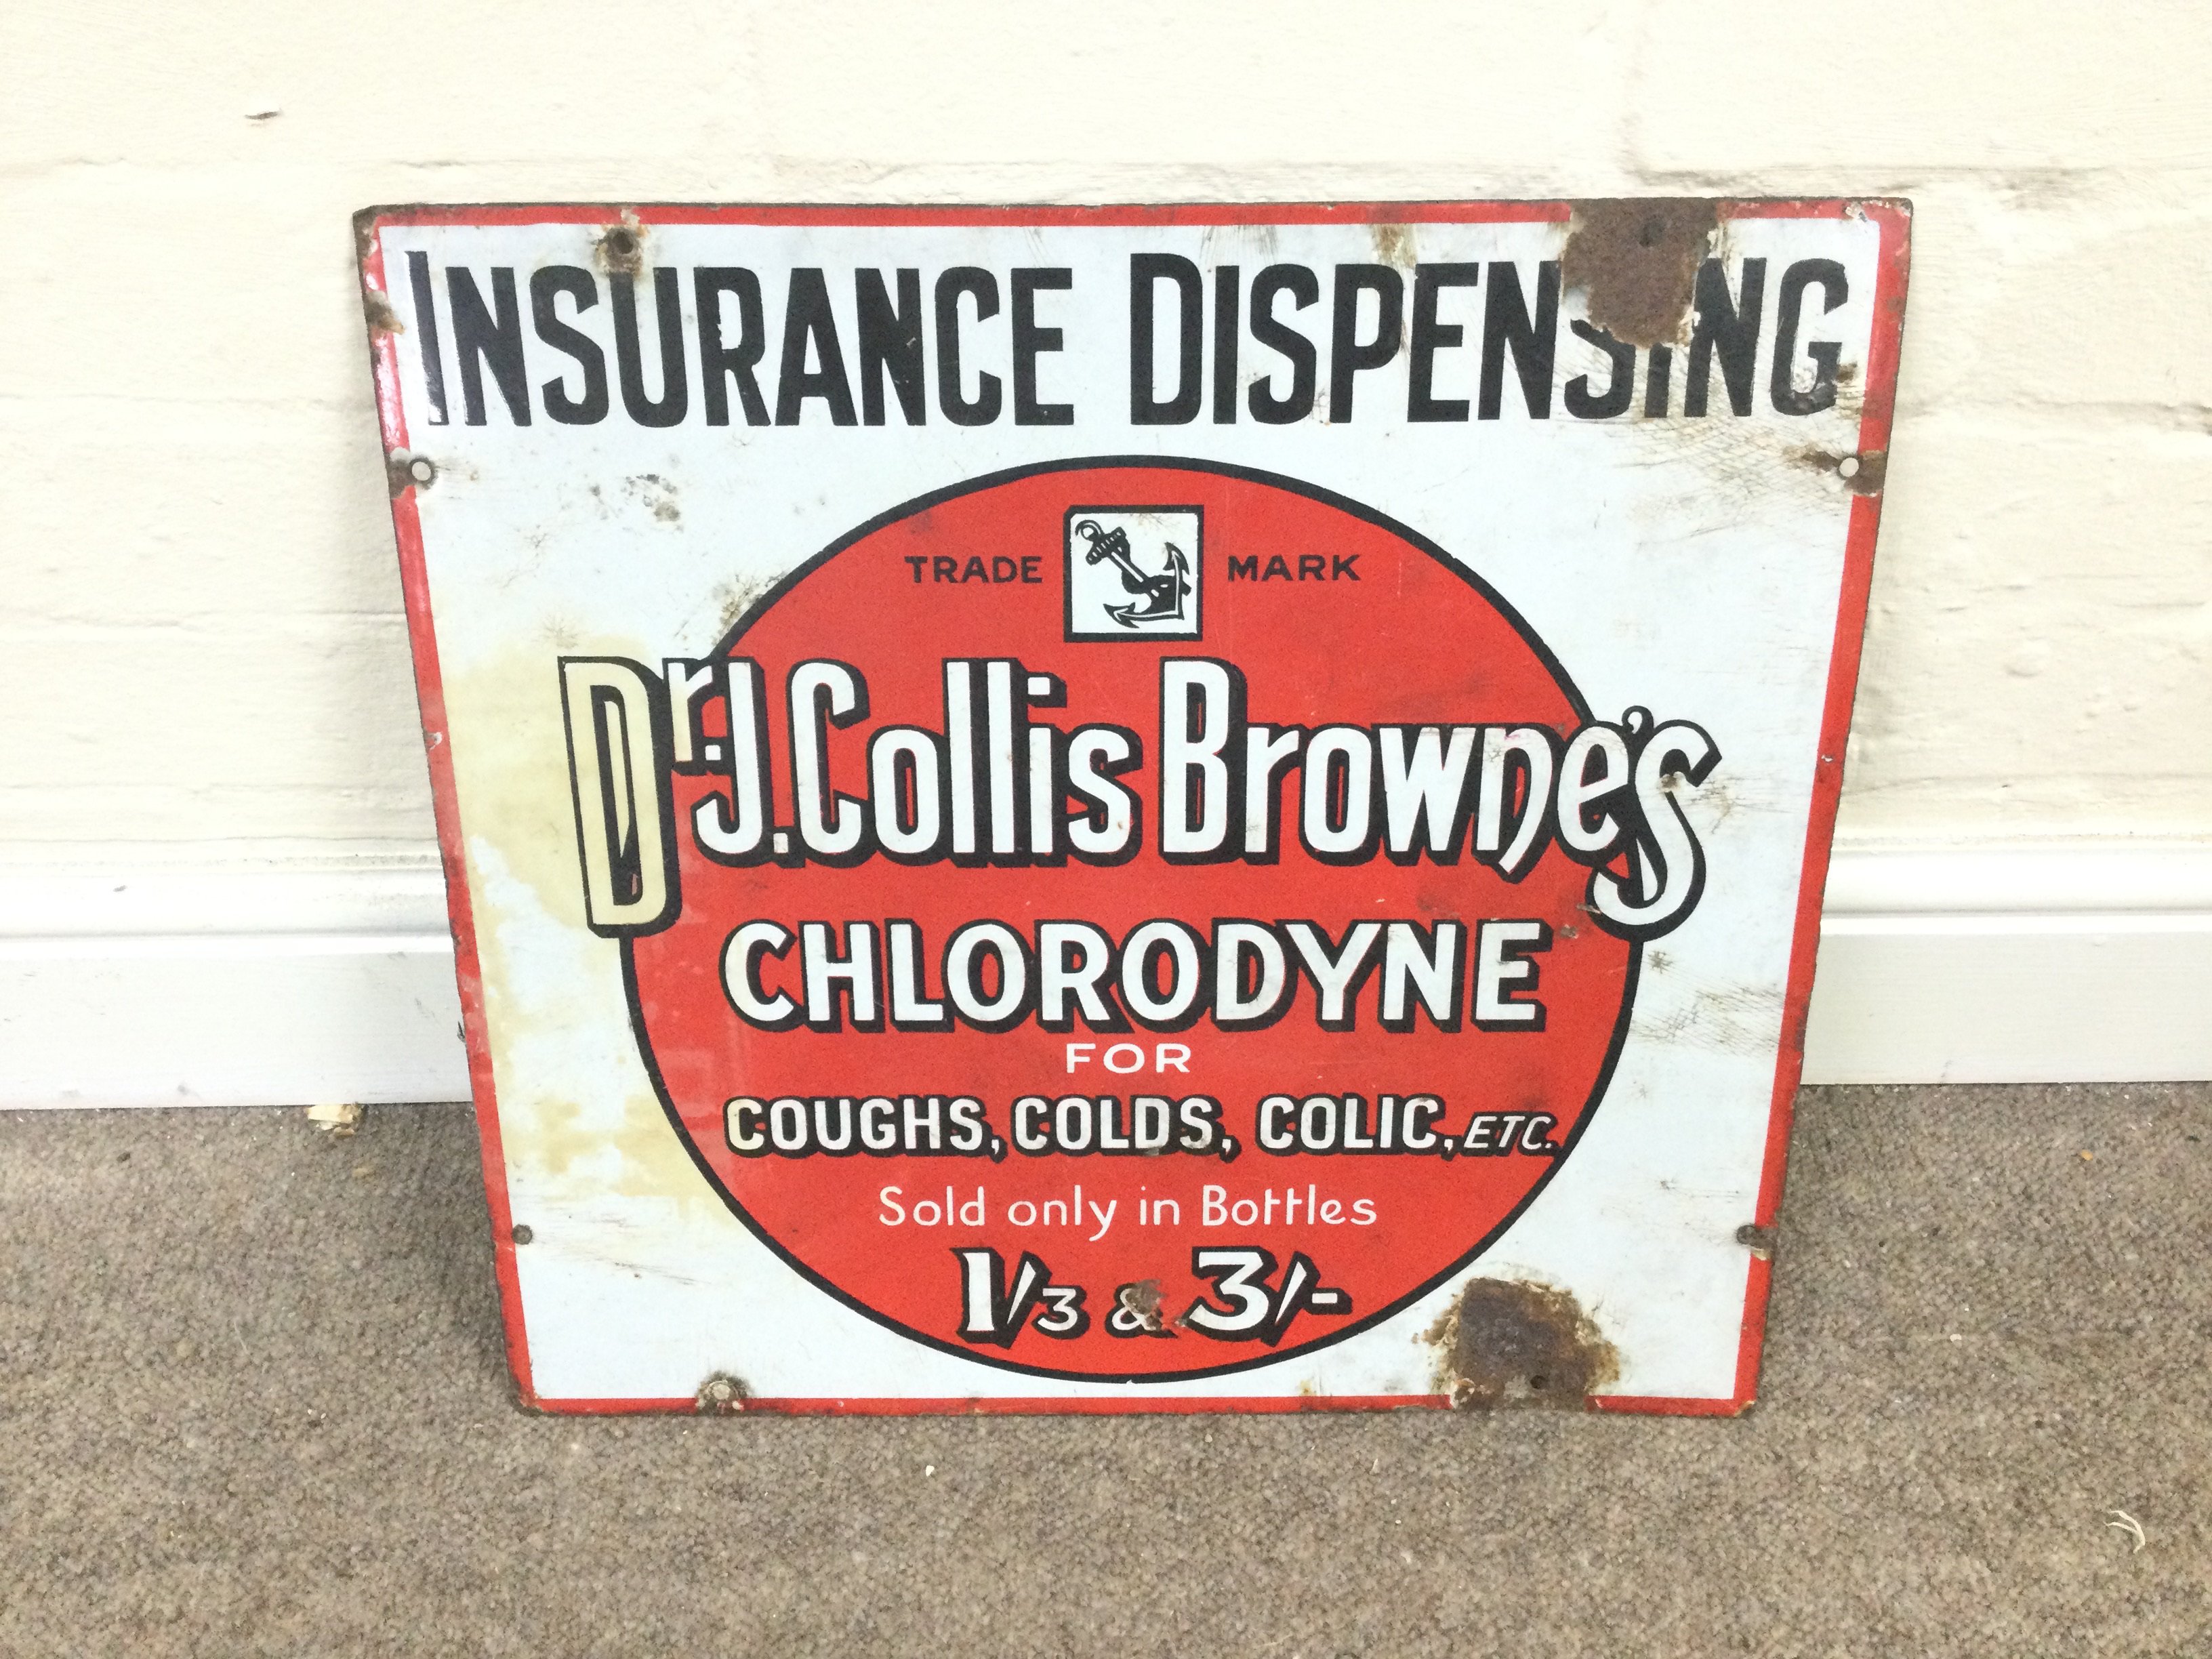 INSURANCE DISPENSING
TRADE MARK
Dr. J. Collis Browne's
CHLORODYNE
FOR
COUGHS, COLDS, COLIC, ETC.
Sold only in Bottles
1/3 & 3/-